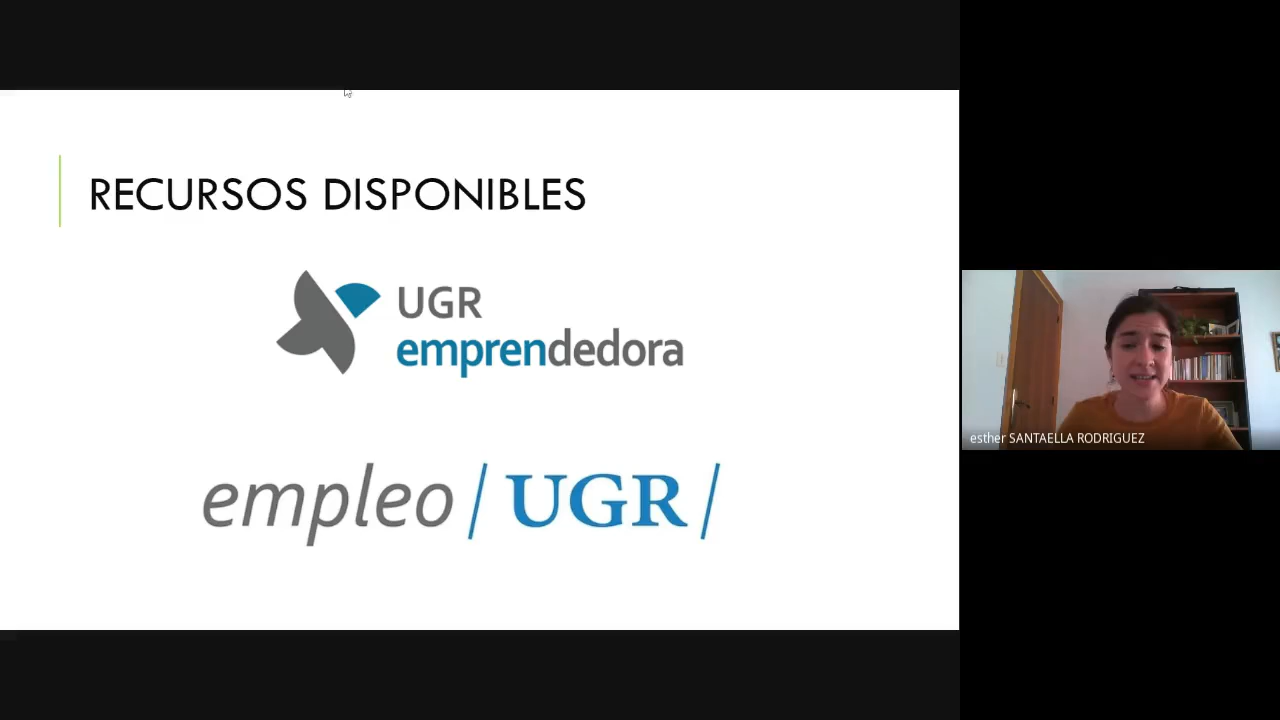 RECURSOS DISPONIBLES
UGR
emprendedora
empleo / UGR /
esther SANTAELLA RODRIGUEZ